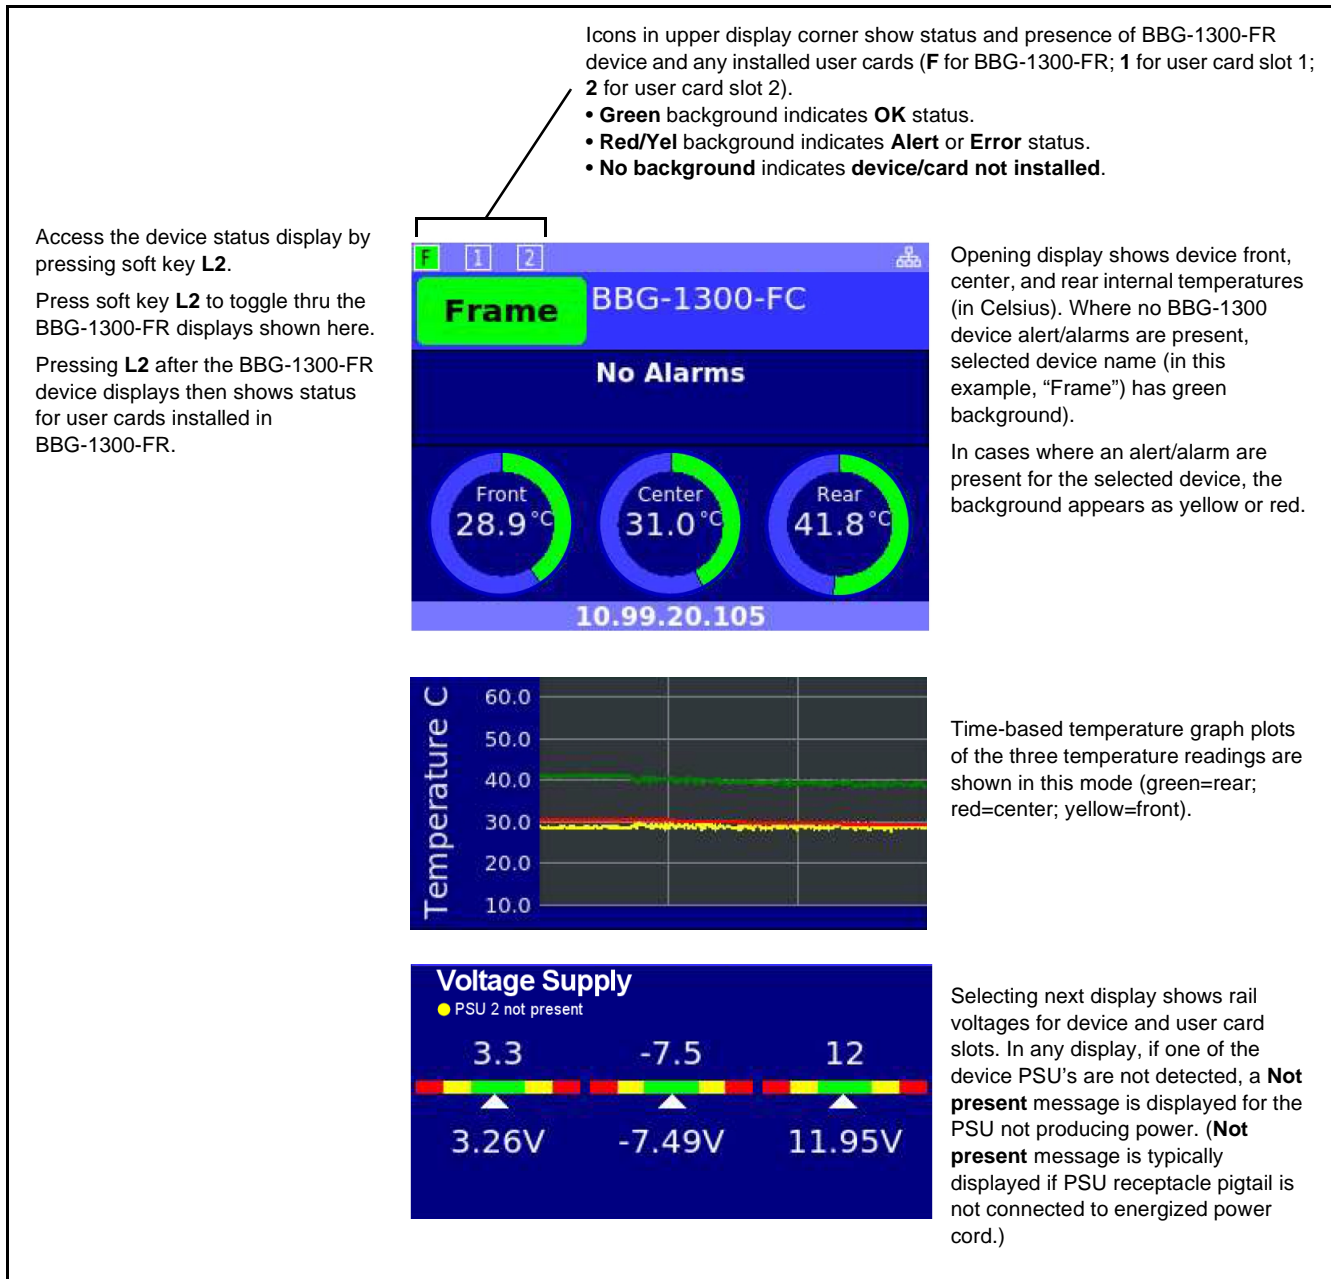 Icons in upper display corner show status and presence of BBG-1300-FR
device and any installed user cards (F for BBG-1300-FR; 1 for user card slot 1;
2 for user card slot 2).
• Green background indicates OK status.
• Red/Yel background indicates Alert or Error status.
• No background indicates device/card not installed.
Access the device status display by
pressing soft key L2.
Press soft key L2 to toggle thru the
BBG-1300-FR displays shown here.
Pressing L2 after the BBG-1300-FR
device displays then shows status
for user cards installed in
BBG-1300-FR.
F 1 2
Frame BBG-1300-FC
No Alarms
Front Center Rear
28.9 °C 31.0 °C 41.8 °C
10.99.20.105
Opening display shows device front,
center, and rear internal temperatures
(in Celsius). Where no BBG-1300
device alert/alarms are present,
selected device name (in this
example, “Frame”) has green
background).
In cases where an alert/alarm are
present for the selected device, the
background appears as yellow or red.
Temperature C
60.0
50.0
40.0
30.0
20.0
10.0
Time-based temperature graph plots
of the three temperature readings are
shown in this mode (green=rear;
red=center; yellow=front).
Voltage Supply
PSU 2 not present
3.3 -7.5 12
3.26V -7.49V 11.95V
Selecting next display shows rail
voltages for device and user card
slots. In any display, if one of the
device PSU's are not detected, a Not
present message is displayed for the
PSU not producing power. (Not
present message is typically
displayed if PSU receptacle pigtail is
not connected to energized power
cord.)